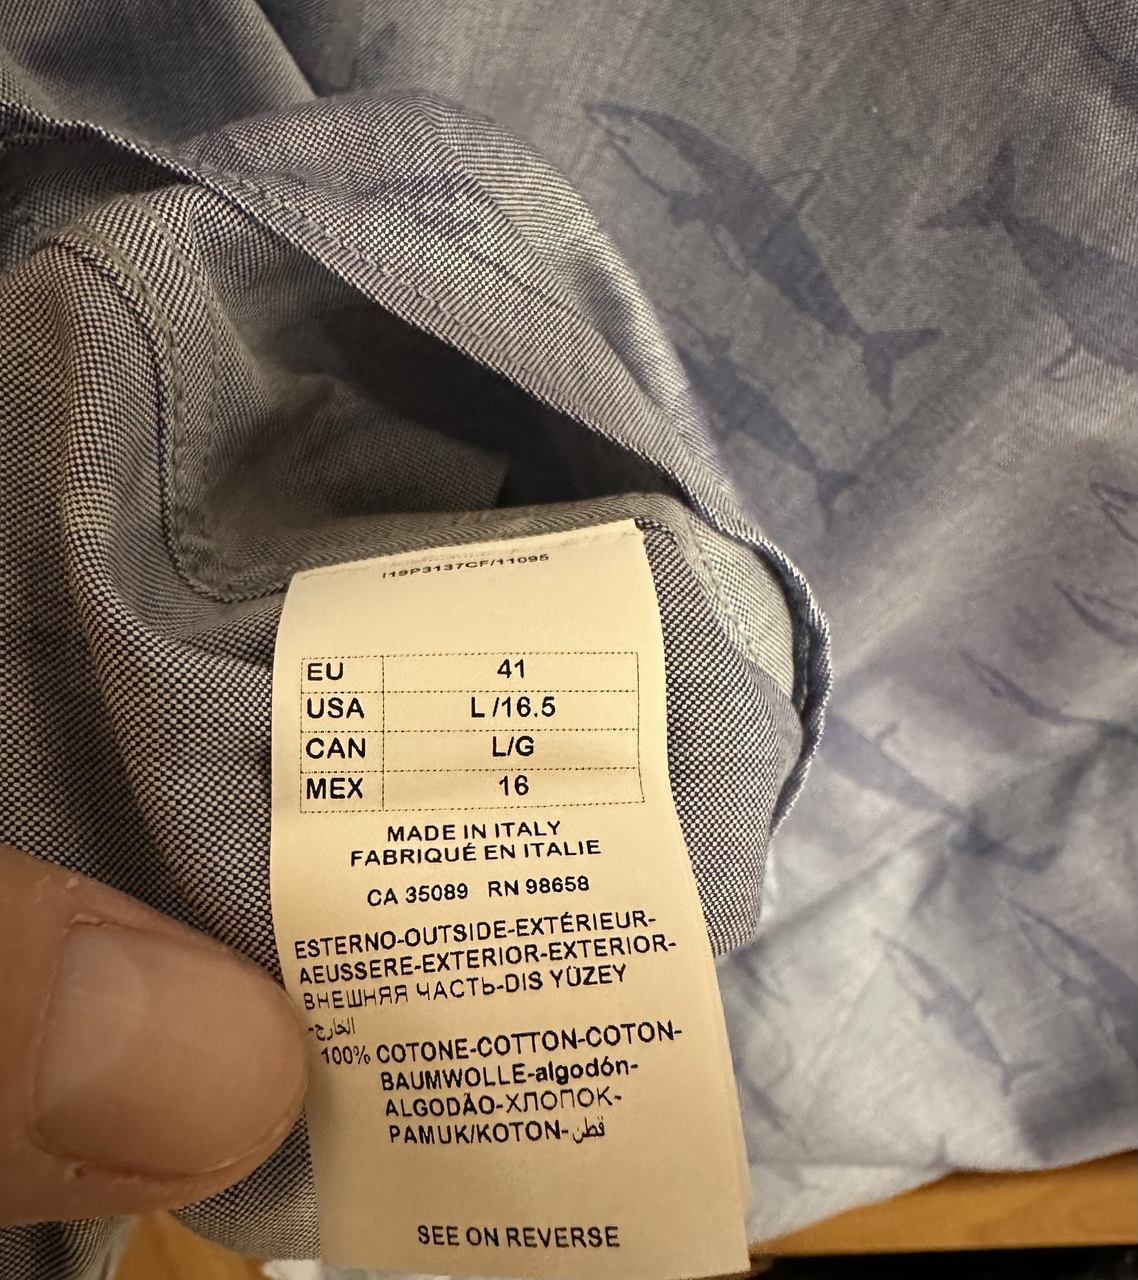 I19P3137CF/11095
EU 41
USA L/16.5
CAN L/G
MEX 16
MADE IN ITALY
FABRIQUÉ EN ITALIE
CA 35089 RN 98658
ESTERNO-OUTSIDE-EXTÉRIEUR-
AEUSSERE-EXTERIOR-EXTERIOR-
ВНЕШНЯЯ ЧАСТЬ-DIS YÜZEY
-الخارج
100% COTONE-COTTON-COTON-
BAUMWOLLE-algodón-
ALGODÃO-ХЛОПОК-
PAMUK/KOTON-قطن
SEE ON REVERSE